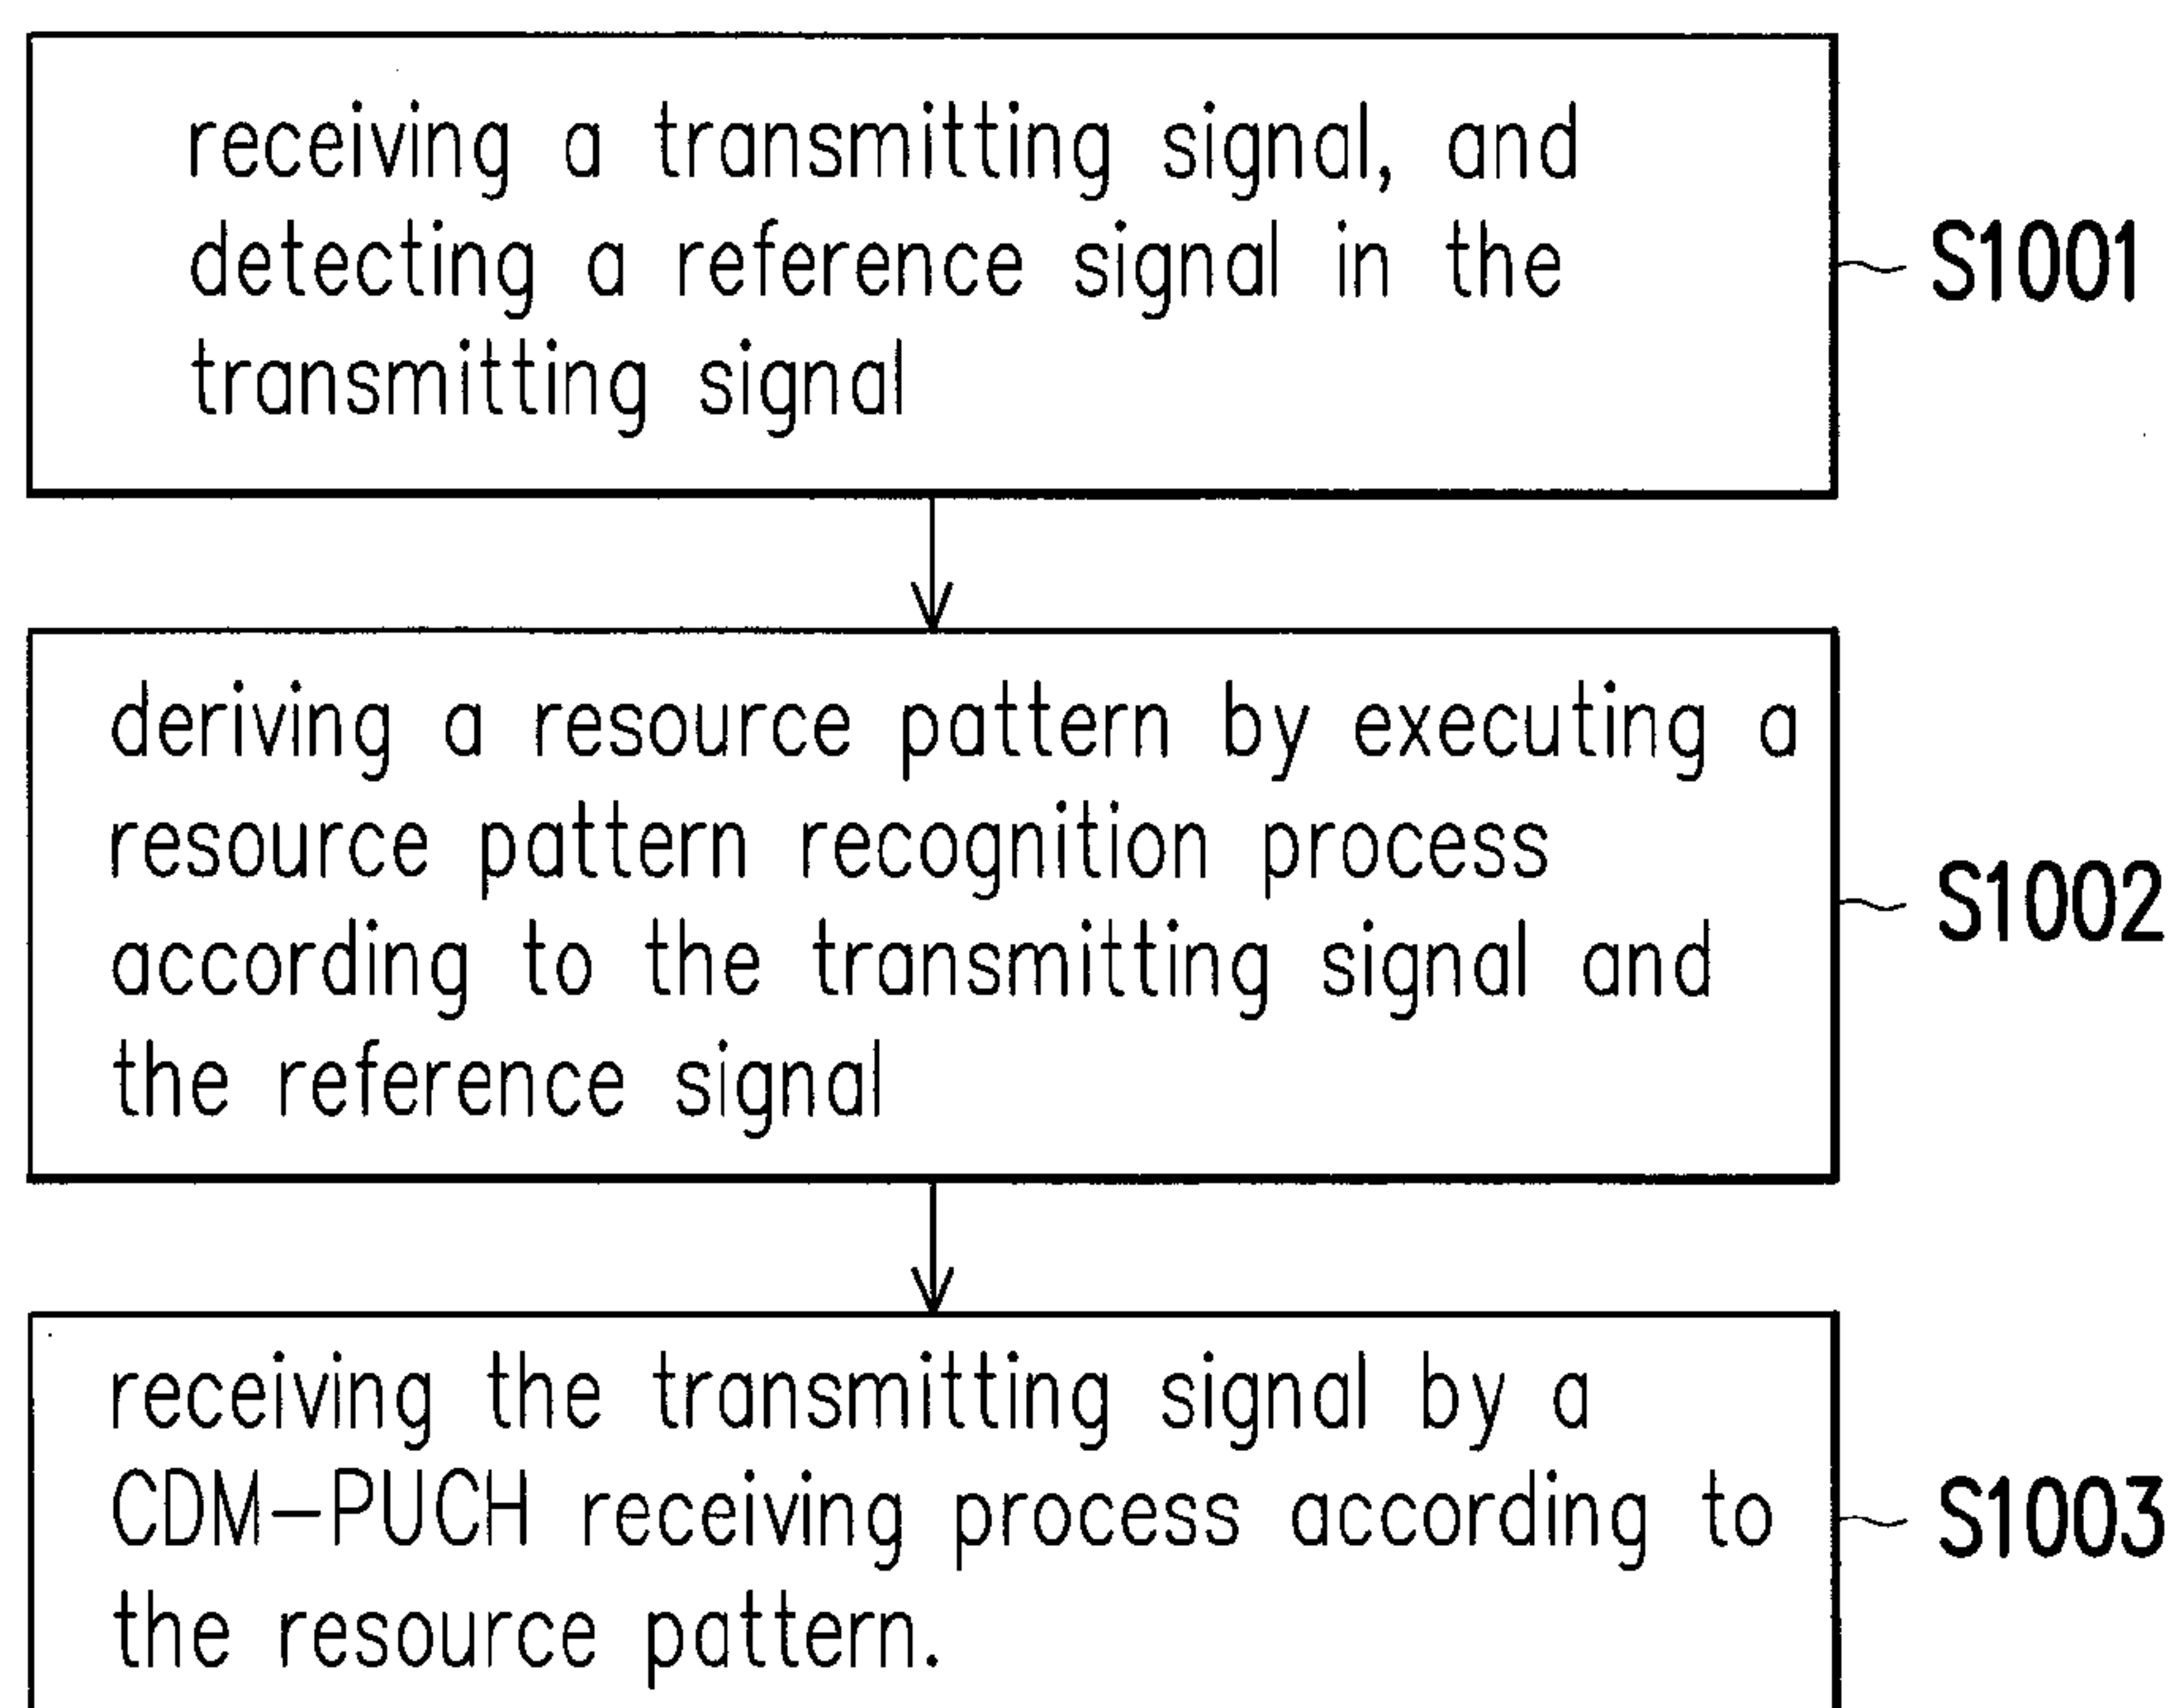 receiving a transmitting signal, and
detecting a reference signal in the
transmitting signal
S1001
deriving a resource pattern by executing a
resource pattern recognition process
according to the transmitting signal and
the reference signal
S1002
receiving the transmitting signal by a
CDM-PUCH receiving process according to
the resource pattern.
S1003